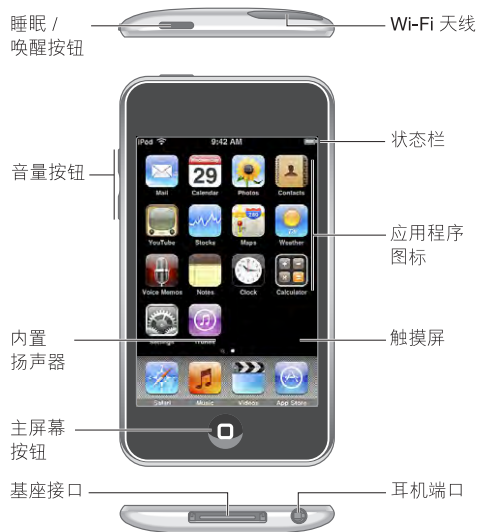 睡眠 /
唤醒按钮
Wi-Fi 天线
iPod 9:42 AM
状态栏
音量按钮
29
Mail Calendar Photos Contacts
280
YouTube Stocks Maps Weather
应用程序
图标
Voice Memos Notes Clock Calculator
内置
扬声器
Settings iTunes
触摸屏
Safari Music Videos App Store
主屏幕
按钮
基座接口
耳机端口